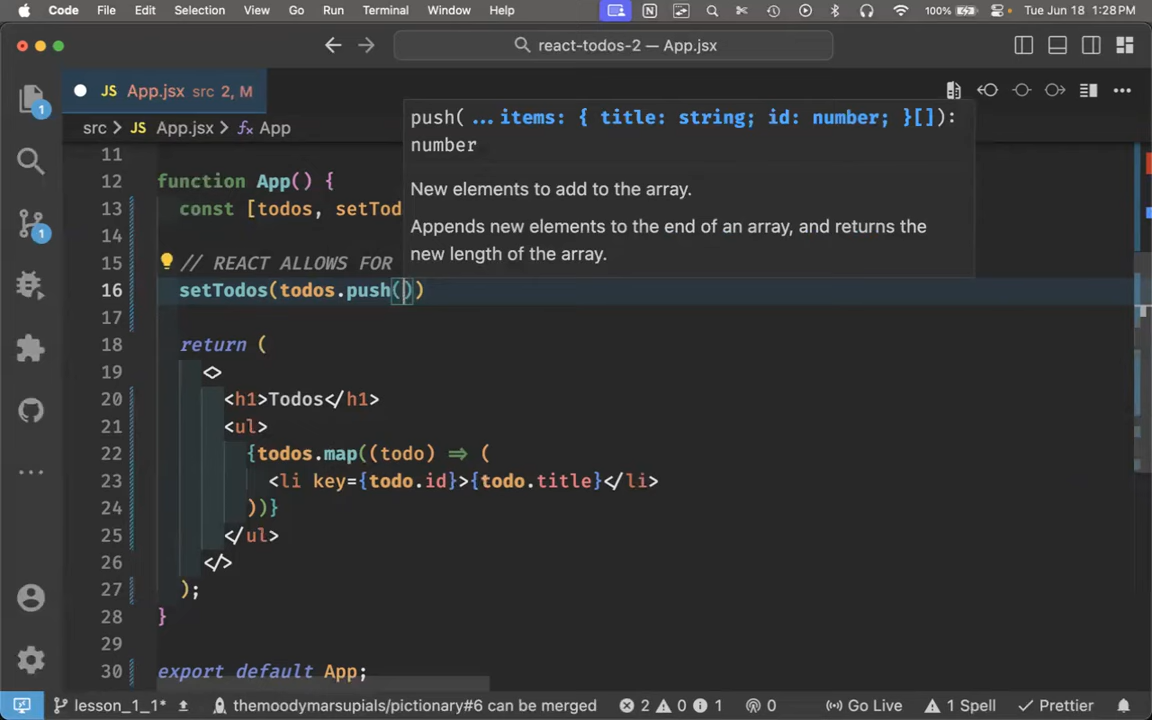 Code File Edit Selection View Go Run Terminal Window Help 100% Tue Jun 18 1:28 PM
react-todos-2 — App.jsx
JS App.jsx src 2, M
src > JS App.jsx > App
push(...items: { title: string; id: number; }[]):
number
New elements to add to the array.
Appends new elements to the end of an array, and returns the
new length of the array.
11
12 function App() {
13 const [todos, setTod
14
15 // REACT ALLOWS FOR
16 setTodos(todos.push())
17
18 return (
19 <>
20 <h1>Todos</h1>
21 <ul>
22 {todos.map((todo) => (
23 <li key={todo.id}>{todo.title}</li>
24 ))}
25 </ul>
26 </>
27 );
28 }
29
30 export default App;
1
1
lesson_1_1* themoodymarsupials/pictionary#6 can be merged 2 0 1 0 Go Live 1 Spell Prettier